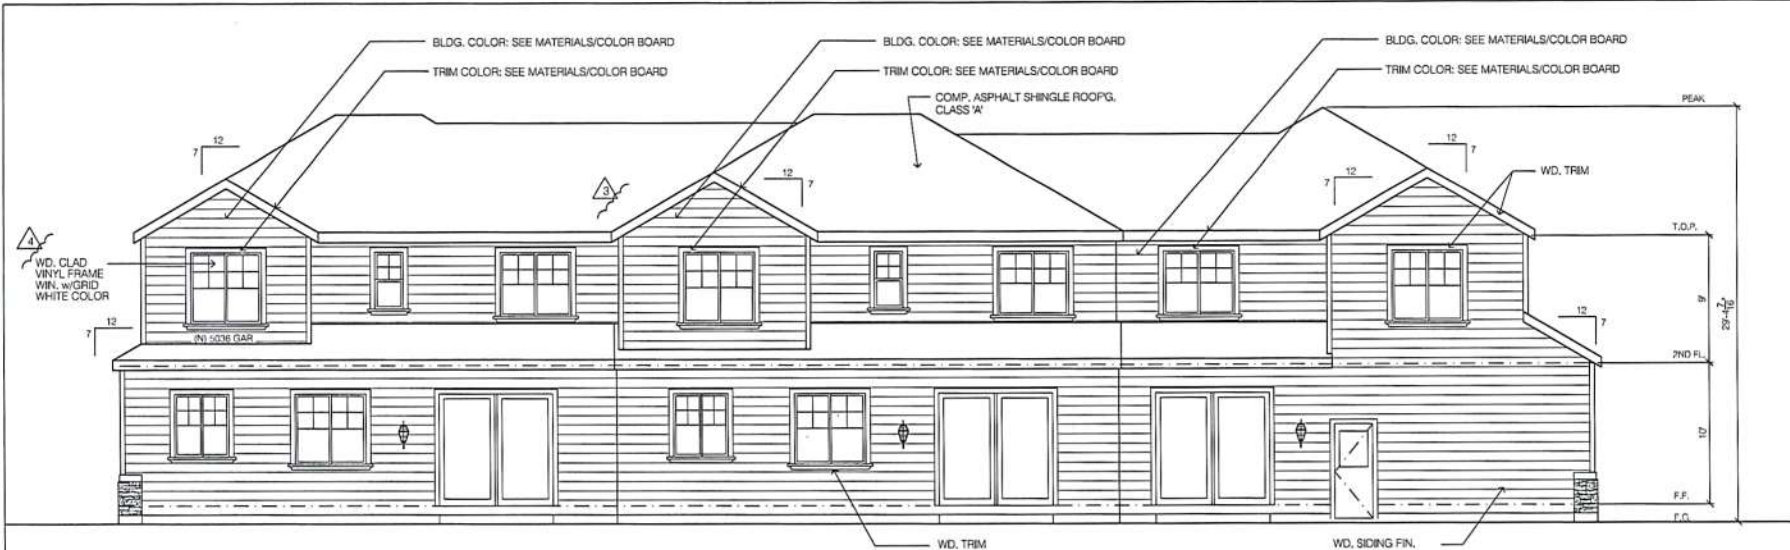 BLDG. COLOR: SEE MATERIALS/COLOR BOARD
BLDG. COLOR: SEE MATERIALS/COLOR BOARD
BLDG. COLOR: SEE MATERIALS/COLOR BOARD
TRIM COLOR: SEE MATERIALS/COLOR BOARD
TRIM COLOR: SEE MATERIALS/COLOR BOARD
TRIM COLOR: SEE MATERIALS/COLOR BOARD
COMP. ASPHALT SHINGLE ROOF'G.
CLASS 'A'
PEAK
12
7
12
7
12
7
12
7
WD. TRIM
3
4
T.O.P.
WD. CLAD
VINYL FRAME
WIN. w/GRID
WHITE COLOR
9'
29'-4 7/16"
12
7
12
7
(N) 5036 GAR
2ND FL.
10'
F.F.
WD. TRIM
WD. SIDING FIN.